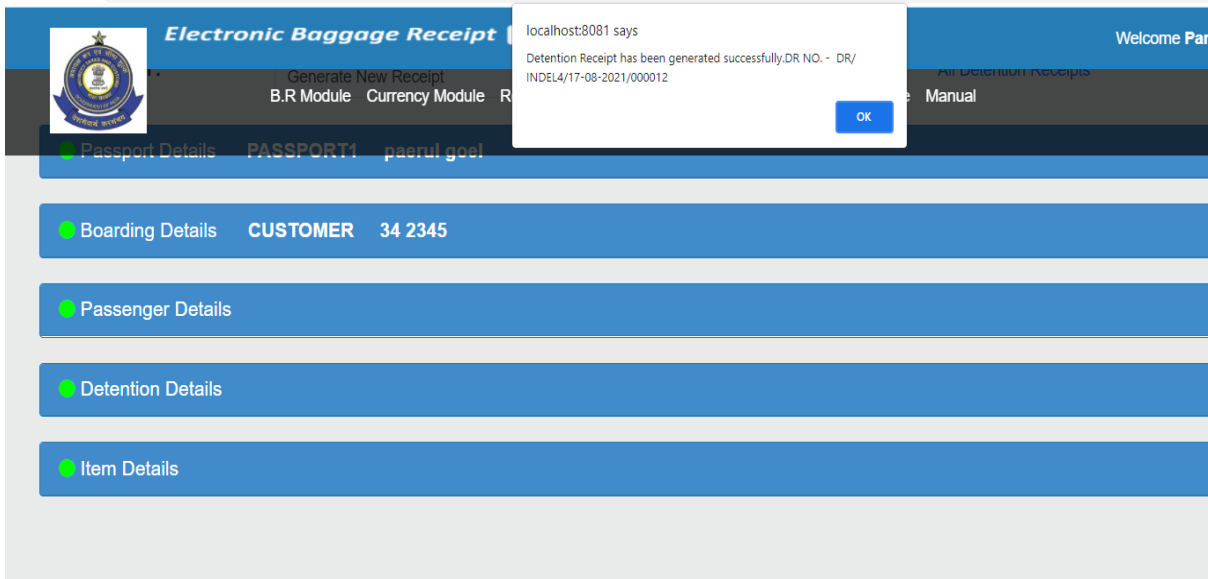 Electronic Baggage Receipt
localhost:8081 says
Detention Receipt has been generated successfully.DR NO. - DR/
INDEL4/17-08-2021/000012
OK
Welcome Par
Generate New Receipt
All Detention Receipts
B.R Module Currency Module R
Manual
Passport Details PASSPORT1 paerul goel
Boarding Details CUSTOMER 34 2345
Passenger Details
Detention Details
Item Details